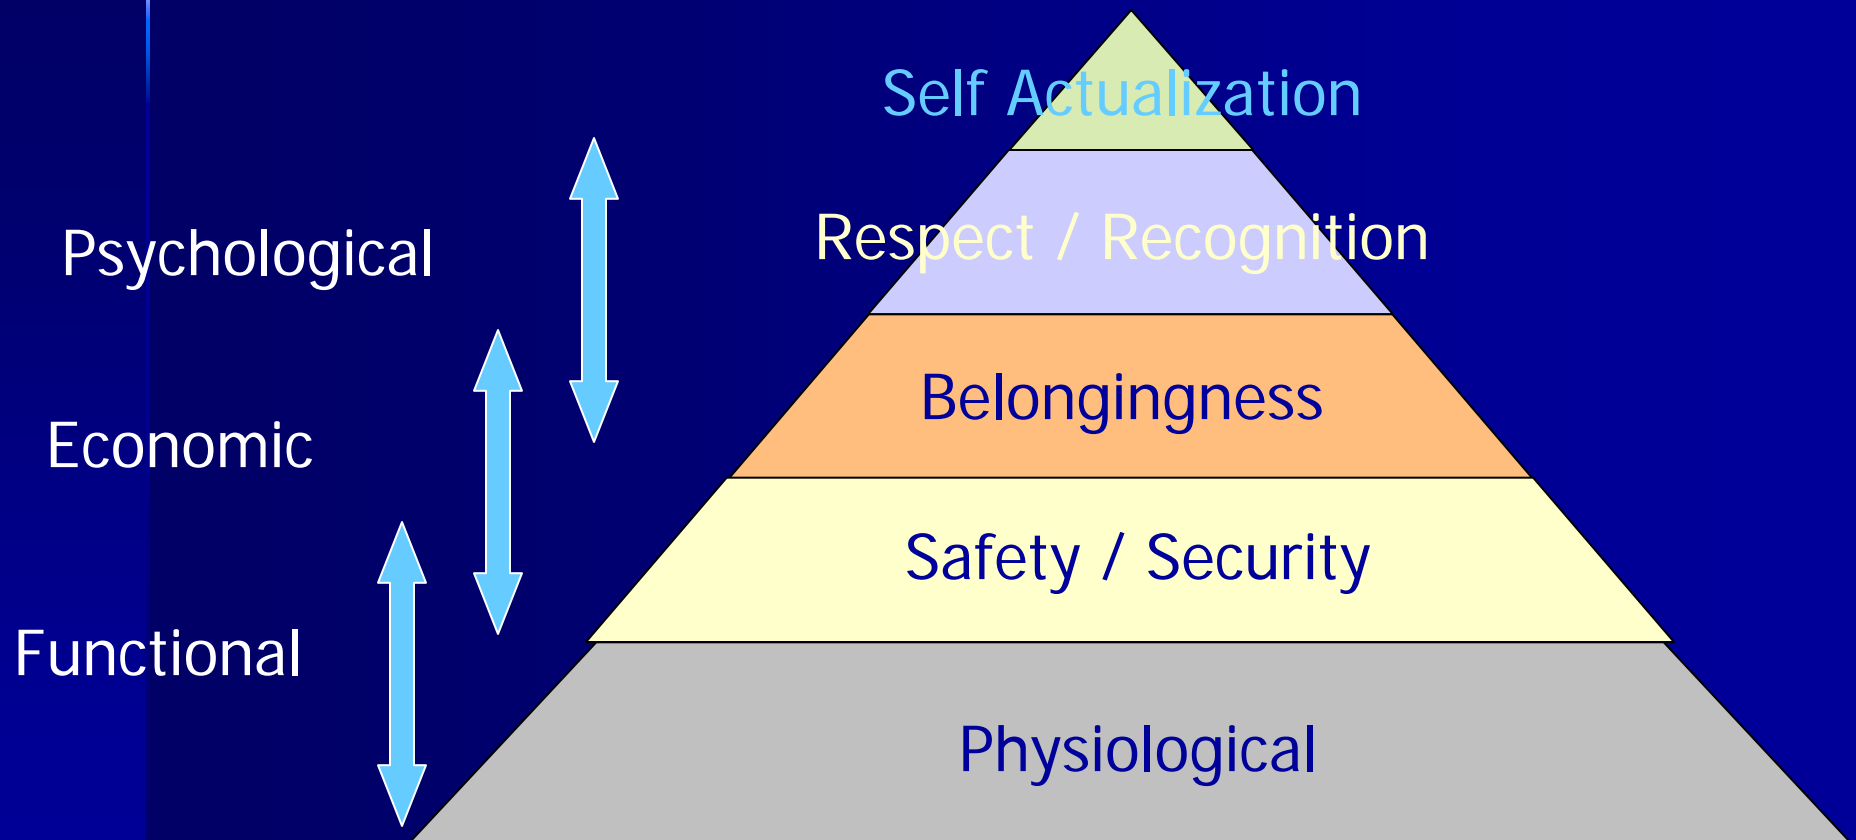 Self Actualization
Psychological
Respect / Recognition
Economic
Belongingness
Safety / Security
Functional
Physiological